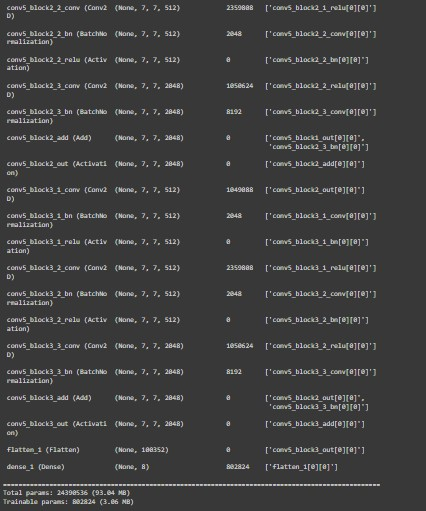 conv5_block2_2_conv (Conv2 (None, 7, 7, 512) 2359808 ['conv5_block2_1_relu[0][0]']
D)
conv5_block2_2_bn (BatchNo (None, 7, 7, 512) 2048 ['conv5_block2_2_conv[0][0]']
rmalization)
conv5_block2_2_relu (Activ (None, 7, 7, 512) 0 ['conv5_block2_2_bn[0][0]']
ation)
conv5_block2_3_conv (Conv2 (None, 7, 7, 2048) 1050624 ['conv5_block2_2_relu[0][0]']
D)
conv5_block2_3_bn (BatchNo (None, 7, 7, 2048) 8192 ['conv5_block2_3_conv[0][0]']
rmalization)
conv5_block2_add (Add) (None, 7, 7, 2048) 0 ['conv5_block1_out[0][0]',
'conv5_block2_3_bn[0][0]']
conv5_block2_out (Activati (None, 7, 7, 2048) 0 ['conv5_block2_add[0][0]']
on)
conv5_block3_1_conv (Conv2 (None, 7, 7, 512) 1049088 ['conv5_block2_out[0][0]']
D)
conv5_block3_1_bn (BatchNo (None, 7, 7, 512) 2048 ['conv5_block3_1_conv[0][0]']
rmalization)
conv5_block3_1_relu (Activ (None, 7, 7, 512) 0 ['conv5_block3_1_bn[0][0]']
ation)
conv5_block3_2_conv (Conv2 (None, 7, 7, 512) 2359808 ['conv5_block3_1_relu[0][0]']
D)
conv5_block3_2_bn (BatchNo (None, 7, 7, 512) 2048 ['conv5_block3_2_conv[0][0]']
rmalization)
conv5_block3_2_relu (Activ (None, 7, 7, 512) 0 ['conv5_block3_2_bn[0][0]']
ation)
conv5_block3_3_conv (Conv2 (None, 7, 7, 2048) 1050624 ['conv5_block3_2_relu[0][0]']
D)
conv5_block3_3_bn (BatchNo (None, 7, 7, 2048) 8192 ['conv5_block3_3_conv[0][0]']
rmalization)
conv5_block3_add (Add) (None, 7, 7, 2048) 0 ['conv5_block2_out[0][0]',
'conv5_block3_3_bn[0][0]']
conv5_block3_out (Activati (None, 7, 7, 2048) 0 ['conv5_block3_add[0][0]']
on)
flatten_1 (Flatten) (None, 100352) 0 ['conv5_block3_out[0][0]']
dense_1 (Dense) (None, 8) 802824 ['flatten_1[0][0]']
Total params: 24390536 (93.04 MB)
Trainable params: 802824 (3.06 MB)